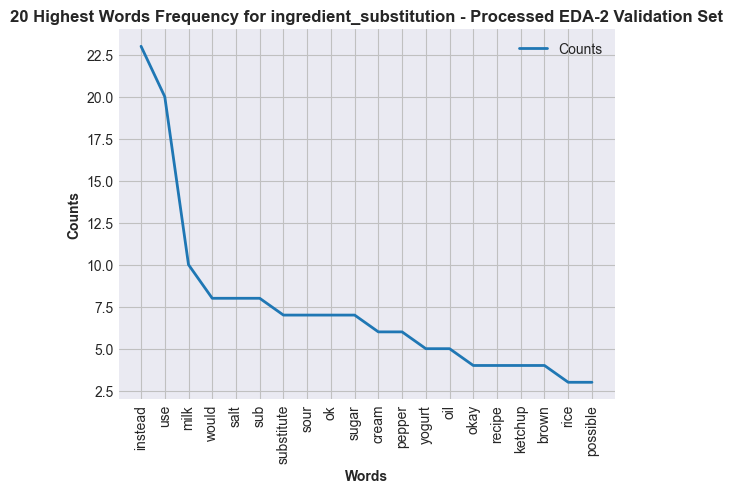 20 Highest Words Frequency for ingredient_substitution - Processed EDA-2 Validation Set
Counts
22.5
20.0
17.5
15.0
12.5
10.0
7.5
5.0
2.5
Counts
instead
use
milk
would
salt
sub
substitute
sour
ok
sugar
cream
pepper
yogurt
oil
okay
recipe
ketchup
brown
rice
possible
Words